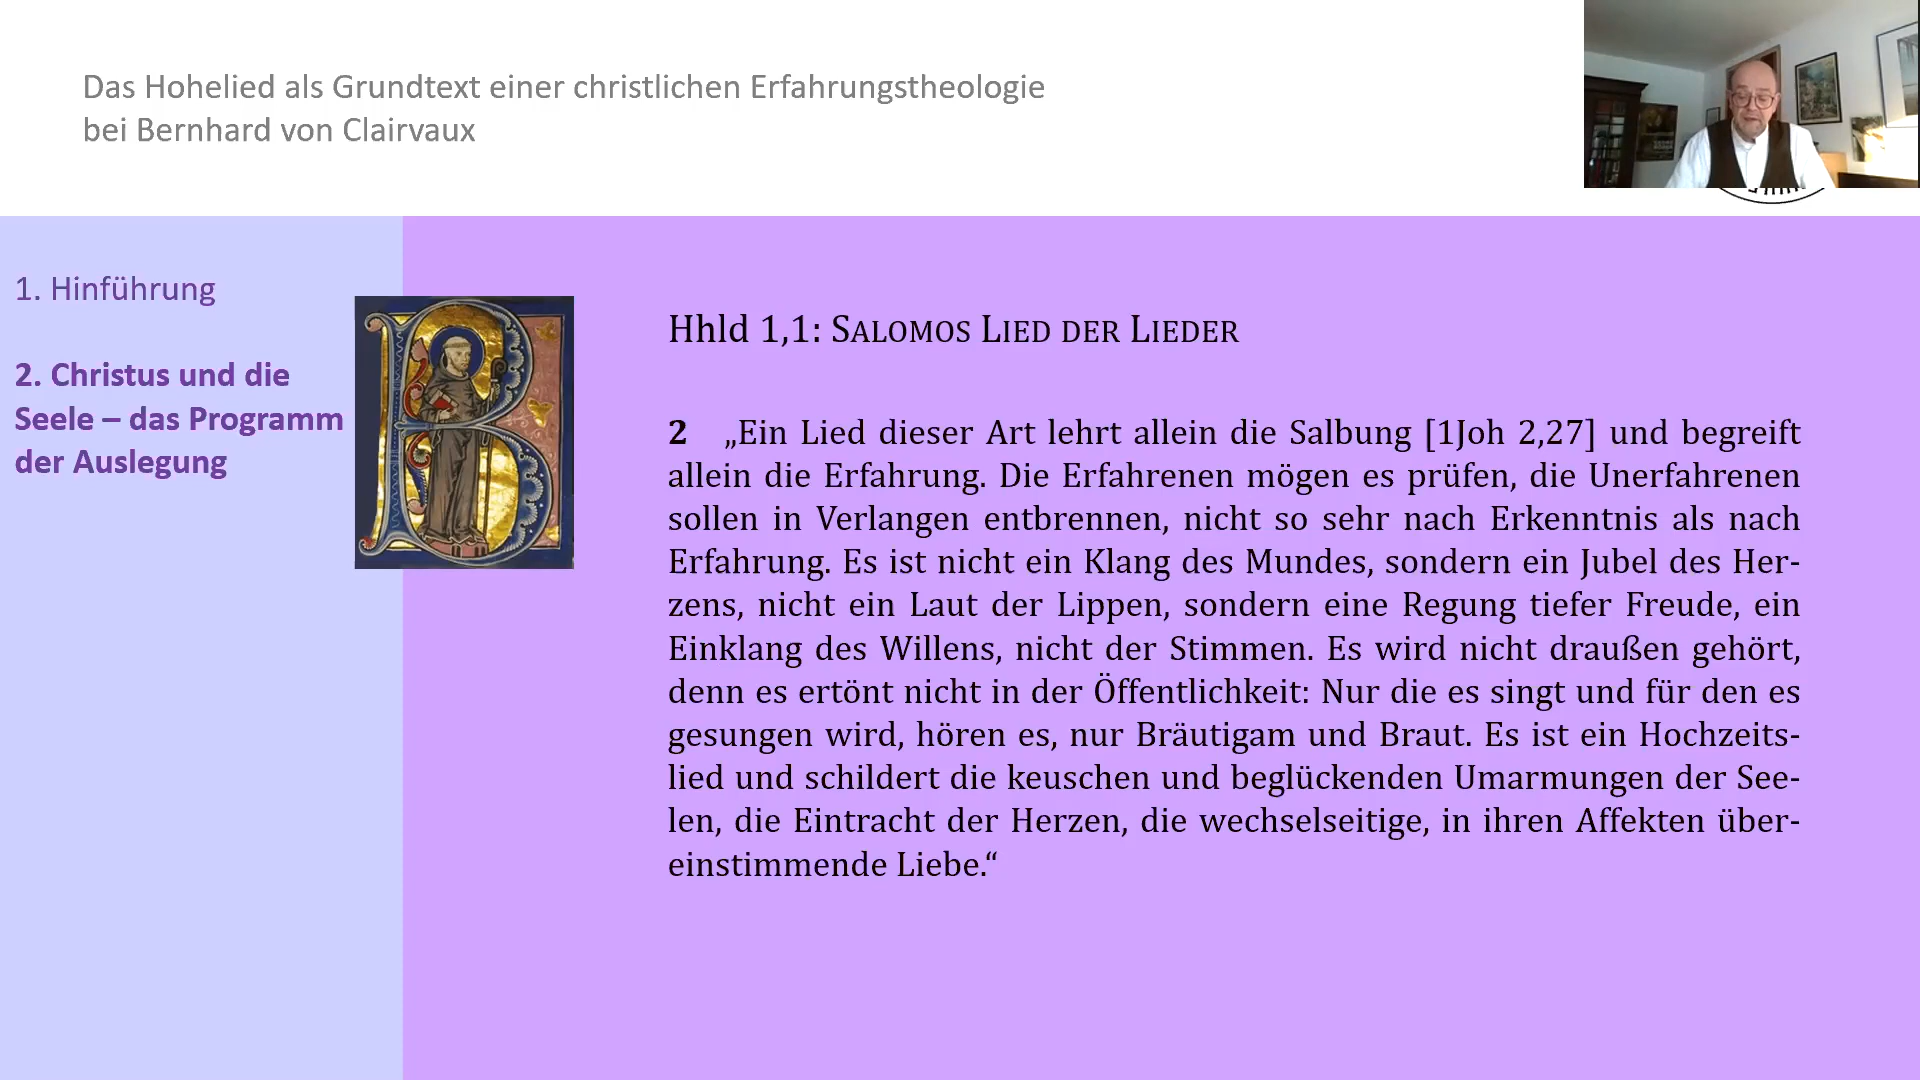 Das Hohelied als Grundtext einer christlichen Erfahrungstheologie
bei Bernhard von Clairvaux
1. Hinführung
2. Christus und die
Seele – das Programm
der Auslegung
Hhld 1,1: SALOMOS LIED DER LIEDER
2 „Ein Lied dieser Art lehrt allein die Salbung [1Joh 2,27] und begreift
allein die Erfahrung. Die Erfahrenen mögen es prüfen, die Unerfahrenen
sollen in Verlangen entbrennen, nicht so sehr nach Erkenntnis als nach
Erfahrung. Es ist nicht ein Klang des Mundes, sondern ein Jubel des Her-
zens, nicht ein Laut der Lippen, sondern eine Regung tiefer Freude, ein
Einklang des Willens, nicht der Stimmen. Es wird nicht draußen gehört,
denn es ertönt nicht in der Öffentlichkeit: Nur die es singt und für den es
gesungen wird, hören es, nur Bräutigam und Braut. Es ist ein Hochzeits-
lied und schildert die keuschen und beglückenden Umarmungen der See-
len, die Eintracht der Herzen, die wechselseitige, in ihren Affekten über-
einstimmende Liebe.“